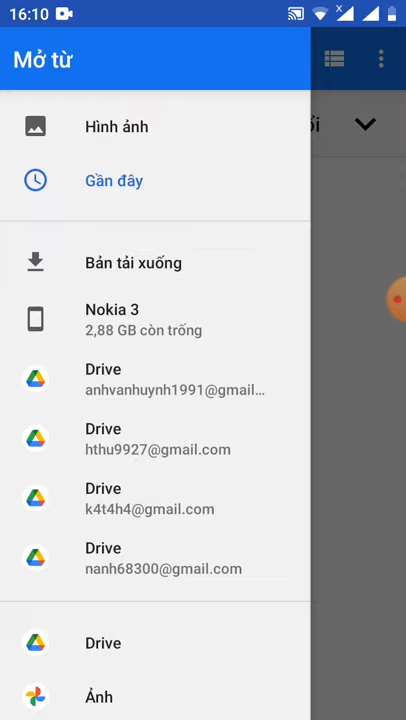 16:10
Mở từ
ổi
Hình ảnh
Gần đây
Bản tải xuống
Nokia 3
2,88 GB còn trống
Drive
anhvanhuynh1991@gmail...
Drive
hthu9927@gmail.com
Drive
k4t4h4@gmail.com
Drive
nanh68300@gmail.com
Drive
Ảnh